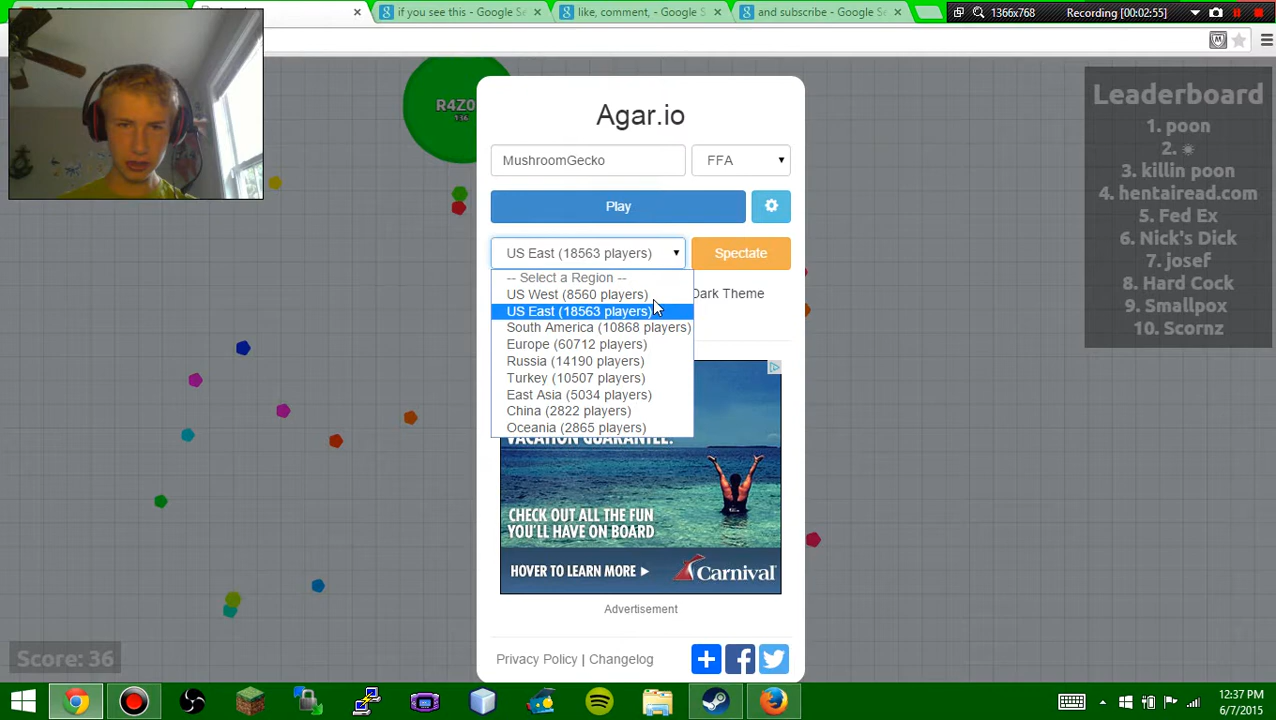 if you see this - Google Se
like, comment, - Google S
and subscribe - Google S
1366x768
Recording [00:02:55]
R4Z0
136
Agar.io
MushroomGecko
FFA
Play
US East (18563 players)
Spectate
-- Select a Region --
US West (8560 players)
US East (18563 players)
Dark Theme
South America (10868 players)
Europe (60712 players)
Russia (14190 players)
Turkey (10507 players)
East Asia (5034 players)
China (2822 players)
Oceania (2865 players)
VACATION GUARANTEE.
CHECK OUT ALL THE FUN
YOU'LL HAVE ON BOARD
HOVER TO LEARN MORE
Carnival
Advertisement
Privacy Policy | Changelog
Leaderboard
1. poon
2. ☀
3. killin poon
4. hentairead.com
5. Fed Ex
6. Nick's Dick
7. josef
8. Hard Cock
9. Smallpox
10. Scornz
Score: 36
12:37 PM
6/7/2015